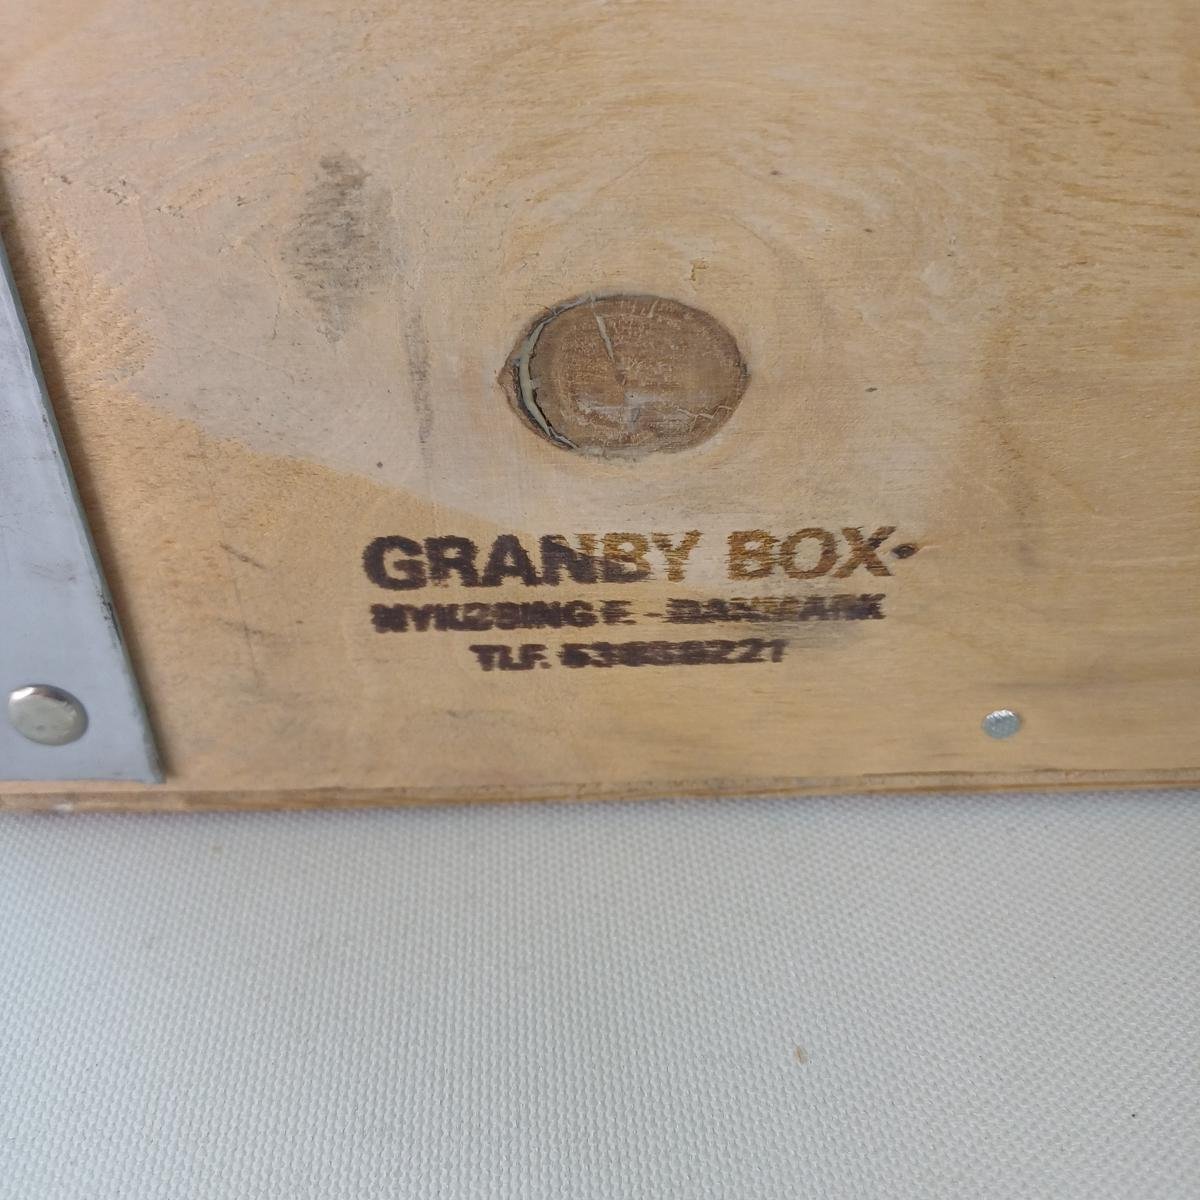 GRANBY BOX
NYKØBING F. - DANMARK
TLF.